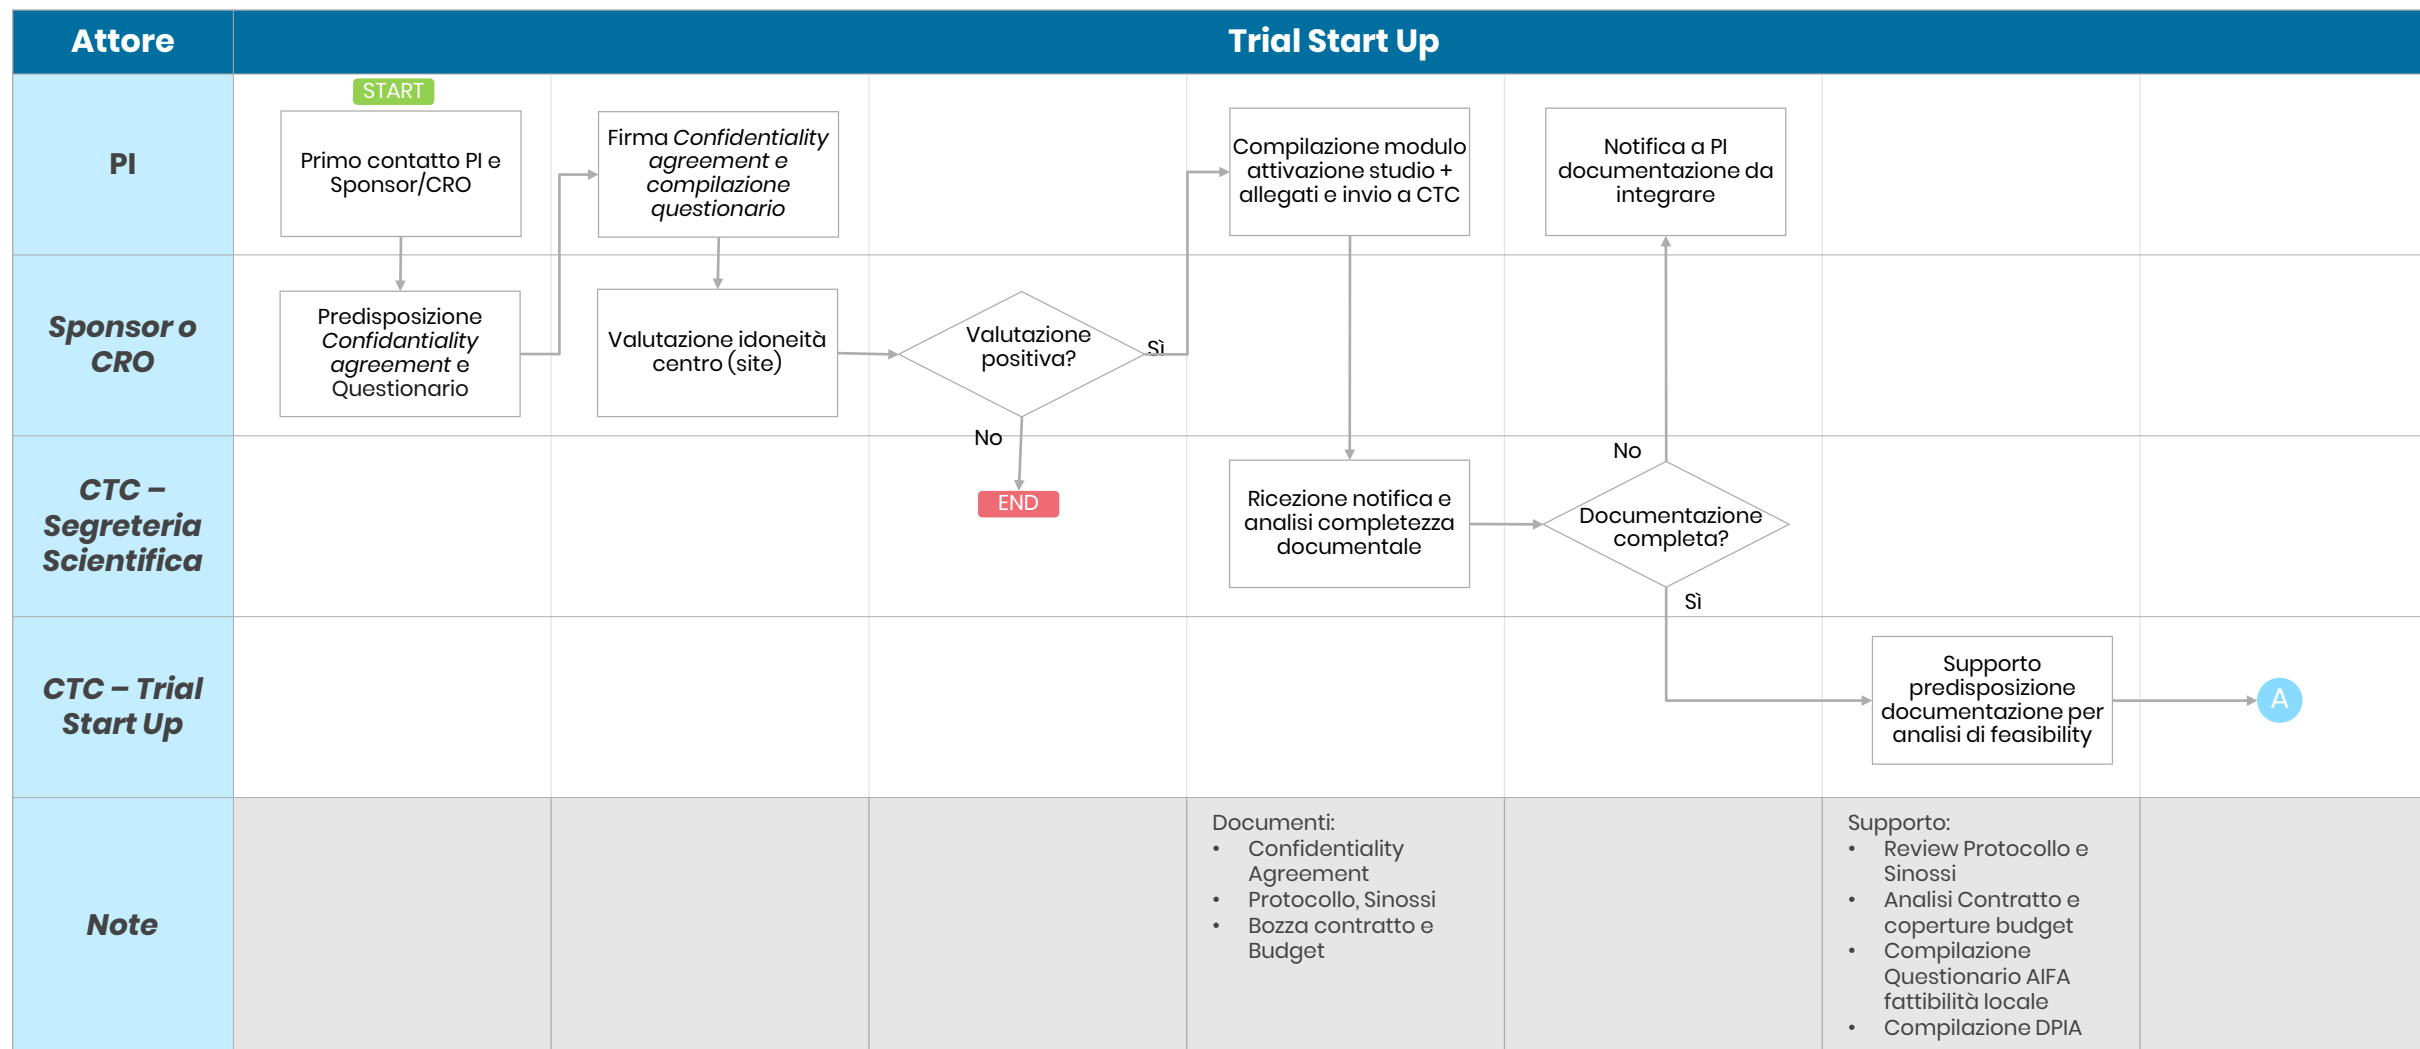 Attore
Trial Start Up
PI
START
Primo contatto PI e
Sponsor/CRO
Firma Confidentiality
agreement e
compilazione
questionario
Compilazione modulo
attivazione studio +
allegati e invio a CTC
Notifica a PI
documentazione da
integrare
Sponsor o
CRO
Predisposizione
Confidantiality
agreement e
Questionario
Valutazione idoneità
centro (site)
Valutazione
positiva?
Sì
No
CTC –
Segreteria
Scientifica
END
Ricezione notifica e
analisi completezza
documentale
No
Documentazione
completa?
Sì
CTC – Trial
Start Up
Supporto
predisposizione
documentazione per
analisi di feasibility
A
Note
Documenti:
• Confidentiality
Agreement
• Protocollo, Sinossi
• Bozza contratto e
Budget
Supporto:
• Review Protocollo e
Sinossi
• Analisi Contratto e
coperture budget
• Compilazione
Questionario AIFA
fattibilità locale
• Compilazione DPIA